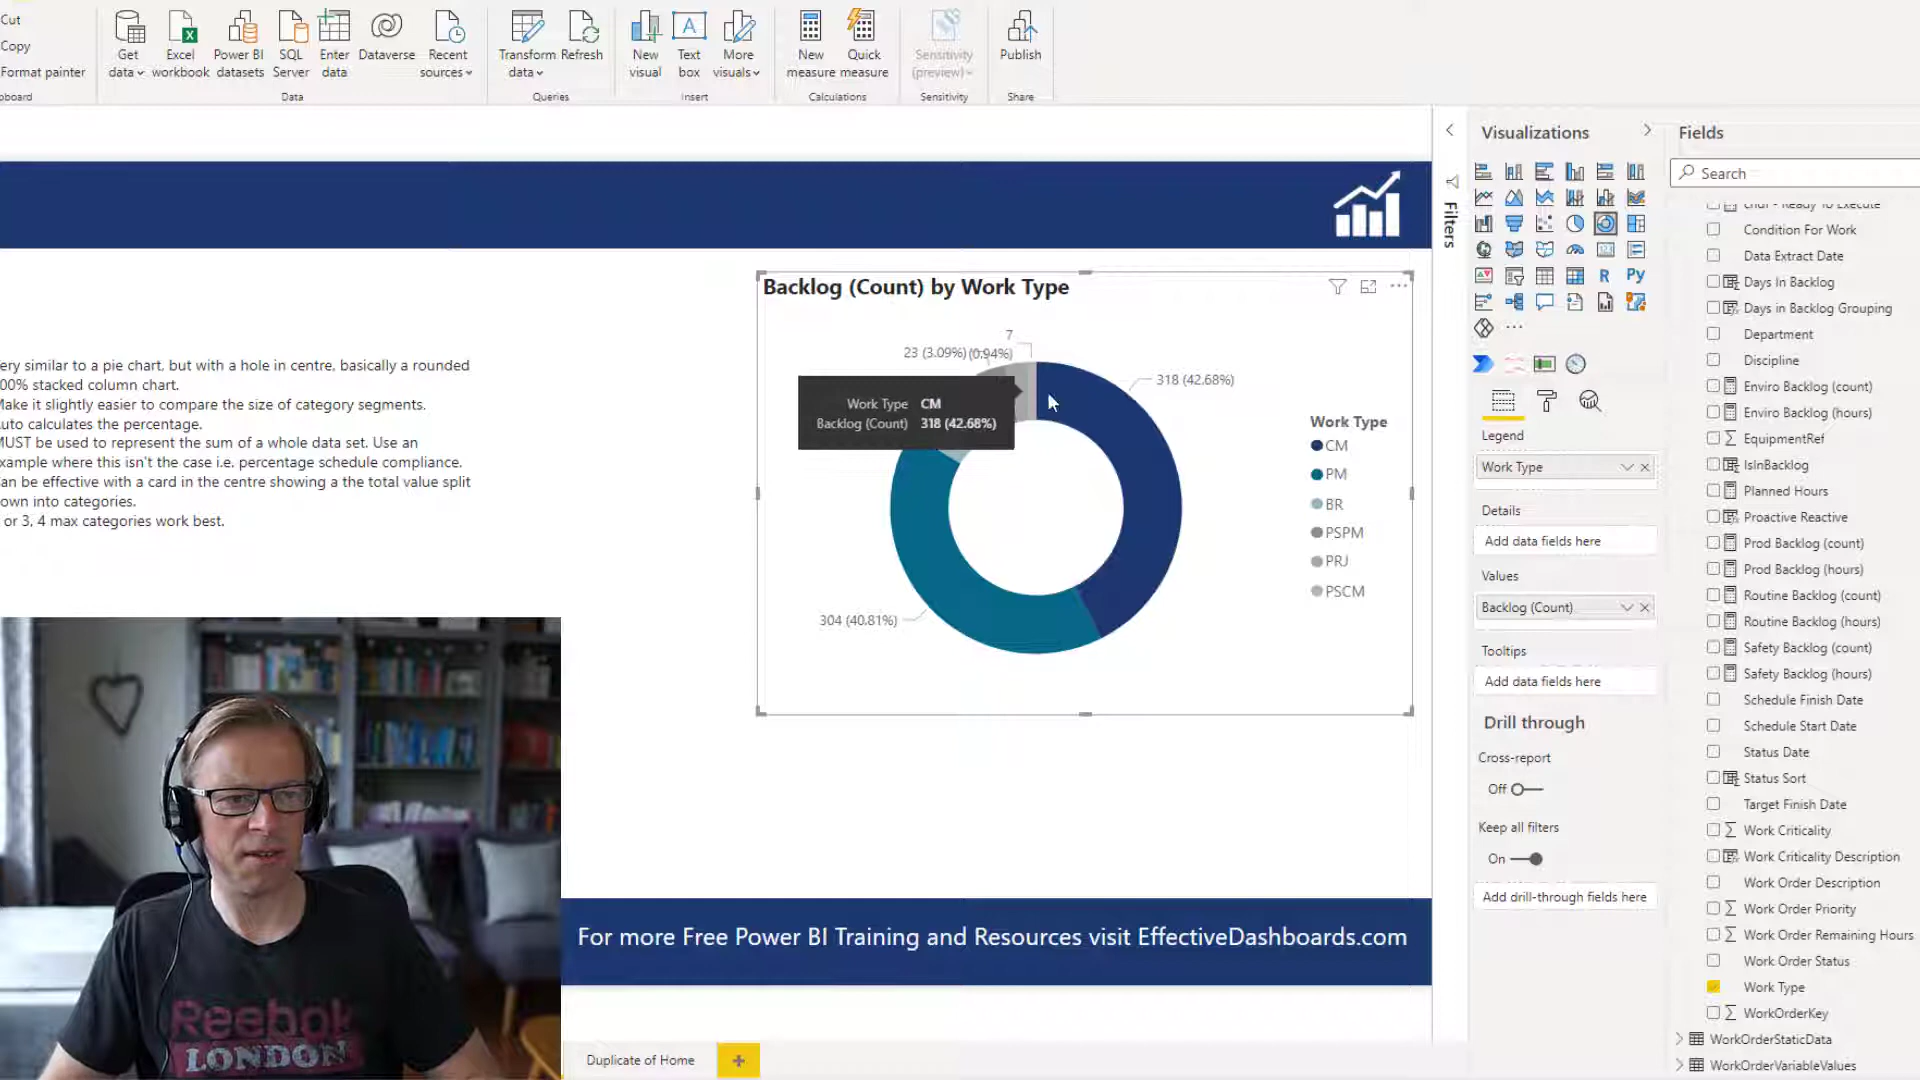 Cut
Copy
Format painter
pboard
Get data
Excel workbook
Power BI datasets
SQL Server
Enter data
Dataverse
Recent sources
Data
Transform data
Refresh
Queries
New visual
Text box
More visuals
Insert
New measure
Quick measure
Calculations
Sensitivity (preview)
Sensitivity
Publish
Share
ery similar to a pie chart, but with a hole in centre, basically a rounded
00% stacked column chart.
Make it slightly easier to compare the size of category segments.
uto calculates the percentage.
MUST be used to represent the sum of a whole data set. Use an
xample where this isn't the case i.e. percentage schedule compliance.
an be effective with a card in the centre showing a the total value split
own into categories.
or 3, 4 max categories work best.
Backlog (Count) by Work Type
7
(0.94%)
23 (3.09%)
318 (42.68%)
304 (40.81%)
Work Type CM
Backlog (Count) 318 (42.68%)
Work Type
CM
PM
BR
PSPM
PRJ
PSCM
Reebok
LONDON
For more Free Power BI Training and Resources visit EffectiveDashboards.com
Duplicate of Home
+
Filters
Visualizations
R
Py
Legend
Work Type
Details
Add data fields here
Values
Backlog (Count)
Tooltips
Add data fields here
Drill through
Cross-report
Off
Keep all filters
On
Add drill-through fields here
Fields
Search
Condition For Work
Data Extract Date
Days In Backlog
Days in Backlog Grouping
Department
Discipline
Enviro Backlog (count)
Enviro Backlog (hours)
EquipmentRef
IsInBacklog
Planned Hours
Proactive Reactive
Prod Backlog (count)
Prod Backlog (hours)
Routine Backlog (count)
Routine Backlog (hours)
Safety Backlog (count)
Safety Backlog (hours)
Schedule Finish Date
Schedule Start Date
Status Date
Status Sort
Target Finish Date
Work Criticality
Work Criticality Description
Work Order Description
Work Order Priority
Work Order Remaining Hours
Work Order Status
Work Type
WorkOrderKey
WorkOrderStaticData
WorkOrderVariableValues